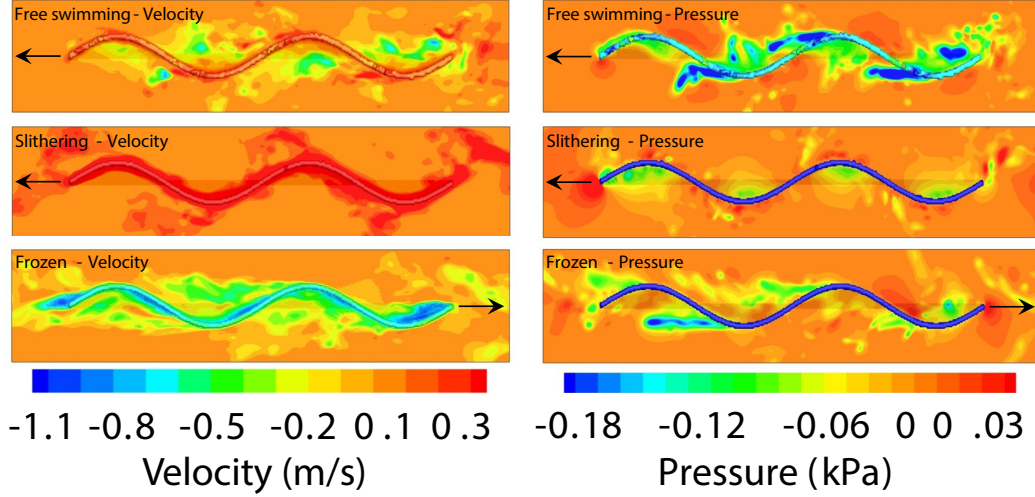 Free swimming - Velocity
Free swimming - Pressure
Slithering - Velocity
Slithering - Pressure
Frozen - Velocity
Frozen - Pressure
-1.1 -0.8 -0.5 -0.2 0 .1 0 .3
-0.18 -0.12 -0.06 0 0 .03
Velocity (m/s)
Pressure (kPa)